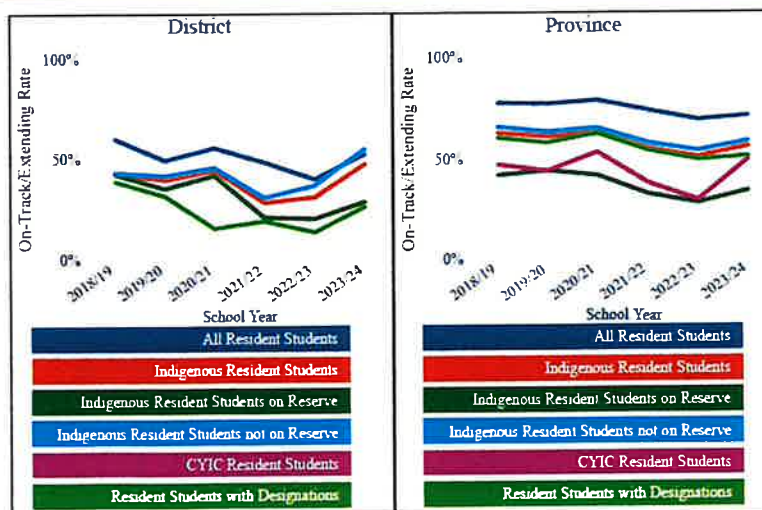 District
100%
50%
0%
On-Track/Extending Rate
2018/19
2019/20
2020/21
2021/22
2022/23
2023/24
School Year
All Resident Students
Indigenous Resident Students
Indigenous Resident Students on Reserve
Indigenous Resident Students not on Reserve
CYIC Resident Students
Resident Students with Designations
Province
100%
50%
0%
On-Track/Extending Rate
2018/19
2019/20
2020/21
2021/22
2022/23
2023/24
School Year
All Resident Students
Indigenous Resident Students
Indigenous Resident Students on Reserve
Indigenous Resident Students not on Reserve
CYIC Resident Students
Resident Students with Designations